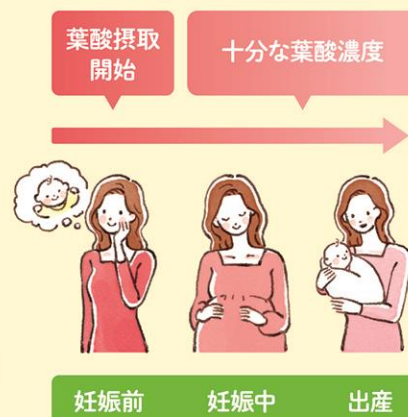 葉酸摂取
開始
十分な葉酸濃度
妊娠前
妊娠中
出産